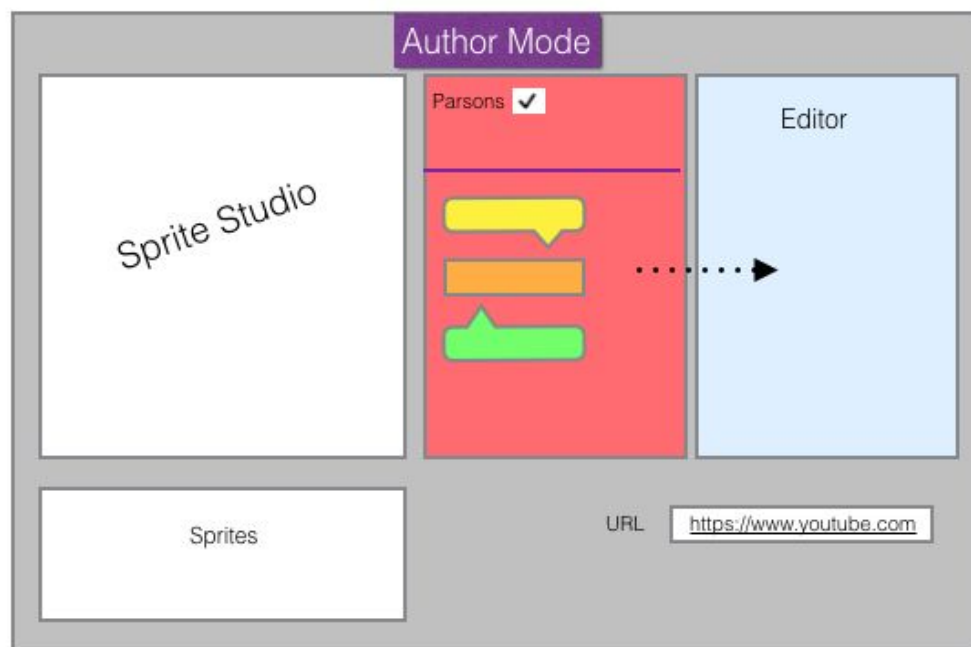 Author Mode
Parsons
Editor
Sprite Studio
Sprites
URL
https://www.youtube.com